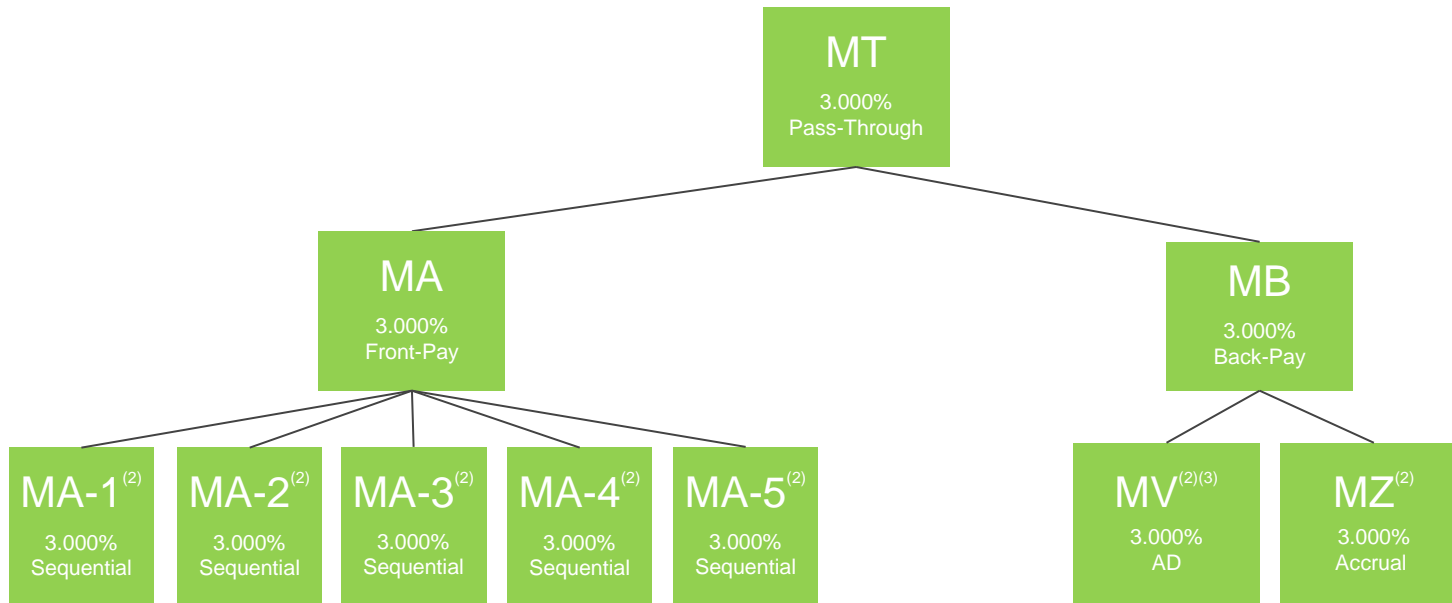 MT
3.000%
Pass-Through
MA
3.000%
Front-Pay
MB
3.000%
Back-Pay
MA-1(2)
3.000%
Sequential
MA-2(2)
3.000%
Sequential
MA-3(2)
3.000%
Sequential
MA-4(2)
3.000%
Sequential
MA-5(2)
3.000%
Sequential
MV(2)(3)
3.000%
AD
MZ(2)
3.000%
Accrual